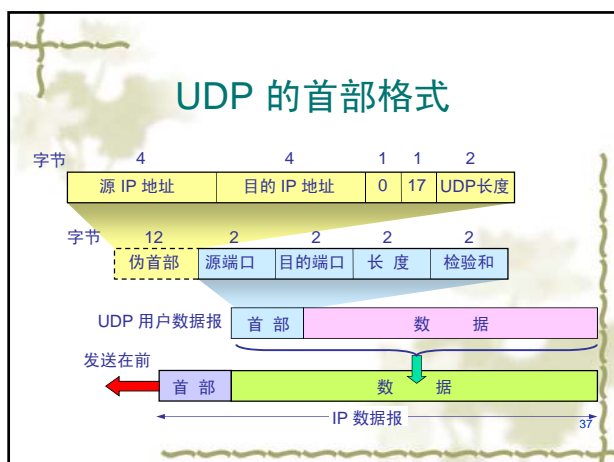 UDP 的首部格式
字节 4 4 1 1 2
源 IP 地址 目的 IP 地址 0 17 UDP长度
字节 12 2 2 2 2
伪首部 源端口 目的端口 长 度 检验和
UDP 用户数据报 首 部 数 据
发送在前
首 部 数 据
IP 数据报
37